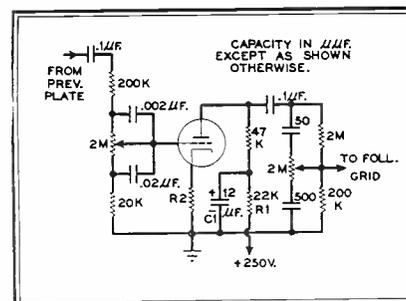 .1µF.
FROM
PREV.
PLATE
200K
.002µF.
2M
.02µF.
20K
R2
CAPACITY IN µµF.
EXCEPT AS SHOWN
OTHERWISE.
.1µF.
47
K
50
2M
2M
TO FOLL.
GRID
+
12
µF.
C1
22K
R1
500
200
K
+250V.